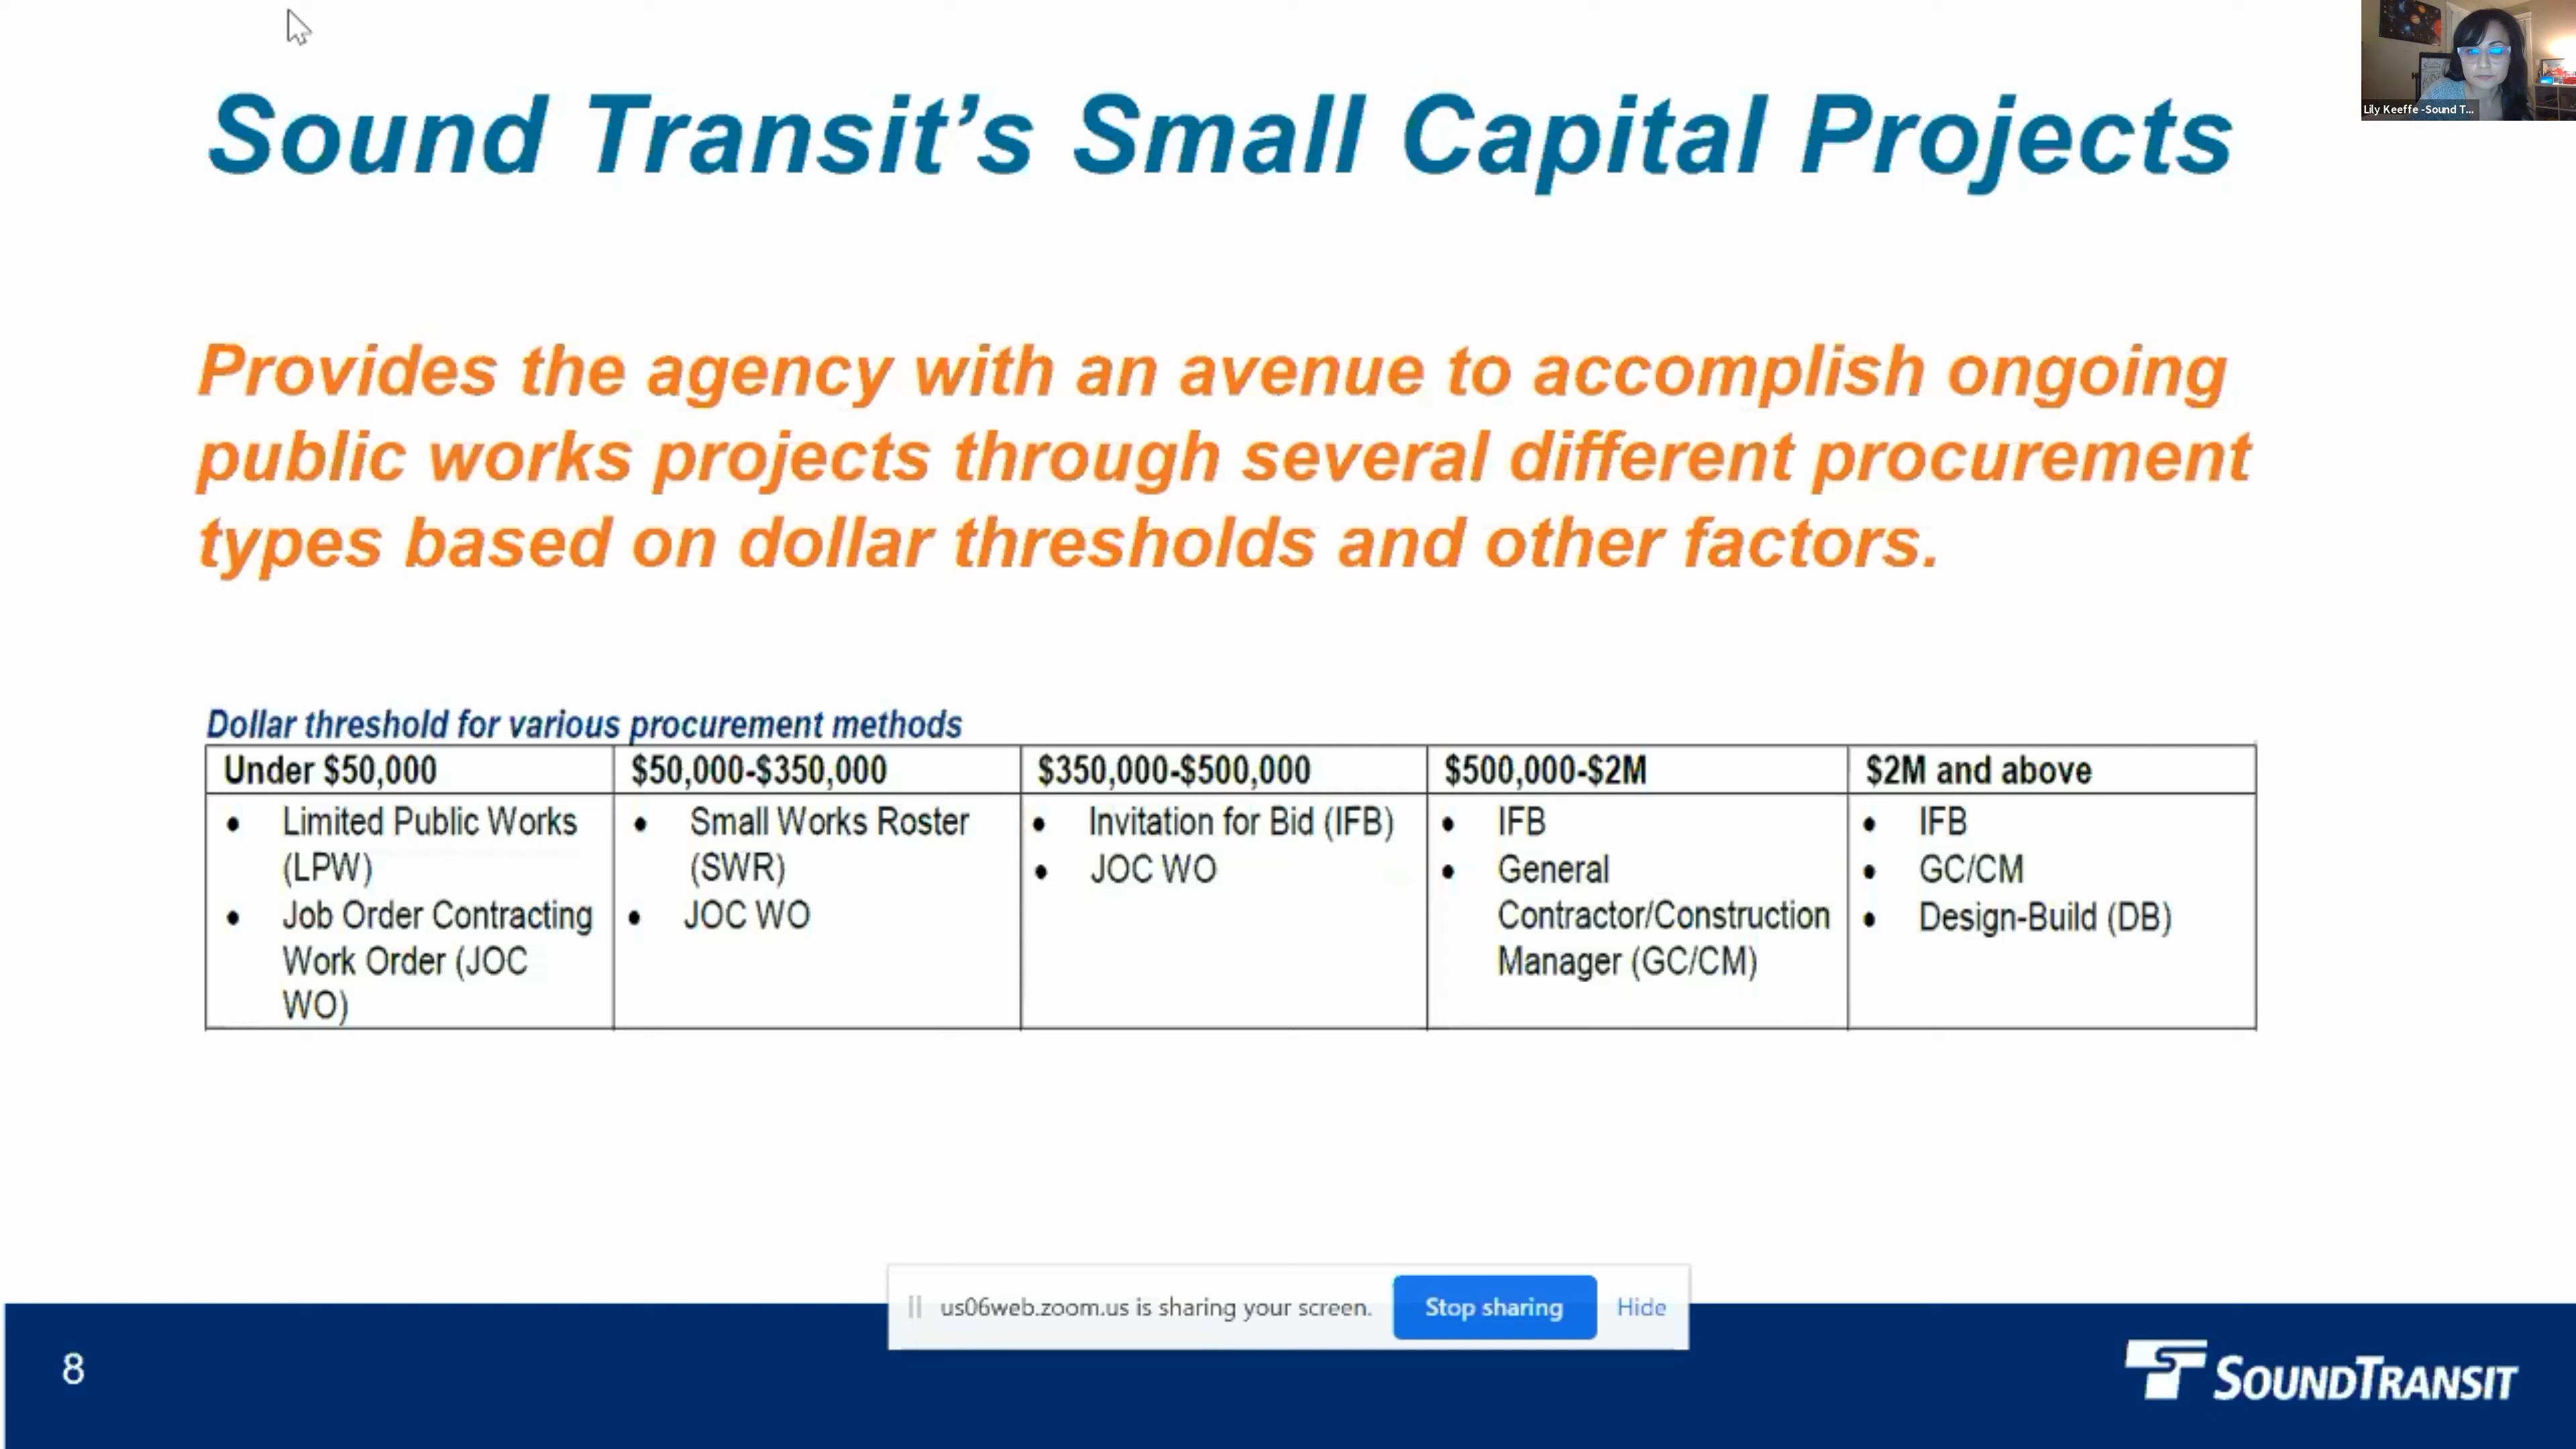 Sound Transit’s Small Capital Projects
Lily Keeffe -Sound T...
Provides the agency with an avenue to accomplish ongoing
public works projects through several different procurement
types based on dollar thresholds and other factors.
Dollar threshold for various procurement methods
Under $50,000
• Limited Public Works
(LPW)
• Job Order Contracting
Work Order (JOC
WO)
$50,000-$350,000
• Small Works Roster
(SWR)
• JOC WO
$350,000-$500,000
• Invitation for Bid (IFB)
• JOC WO
$500,000-$2M
• IFB
• General
Contractor/Construction
Manager (GC/CM)
$2M and above
• IFB
• GC/CM
• Design-Build (DB)
us06web.zoom.us is sharing your screen.
Stop sharing
Hide
8
SOUNDTRANSIT